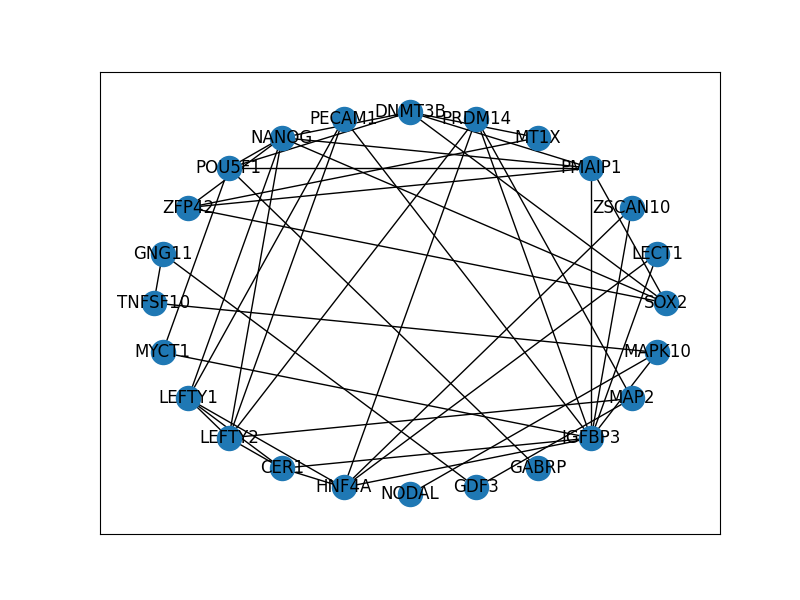 DNMT3B
PECAM1
PRDM14
NANOG
MT1X
POU5F1
PMAIP1
ZFP42
ZSCAN10
GNG11
LECT1
TNFSF10
SOX2
MYCT1
MAPK10
LEFTY1
MAP2
LEFTY2
IGFBP3
CER1
GABRP
HNF4A
GDF3
NODAL